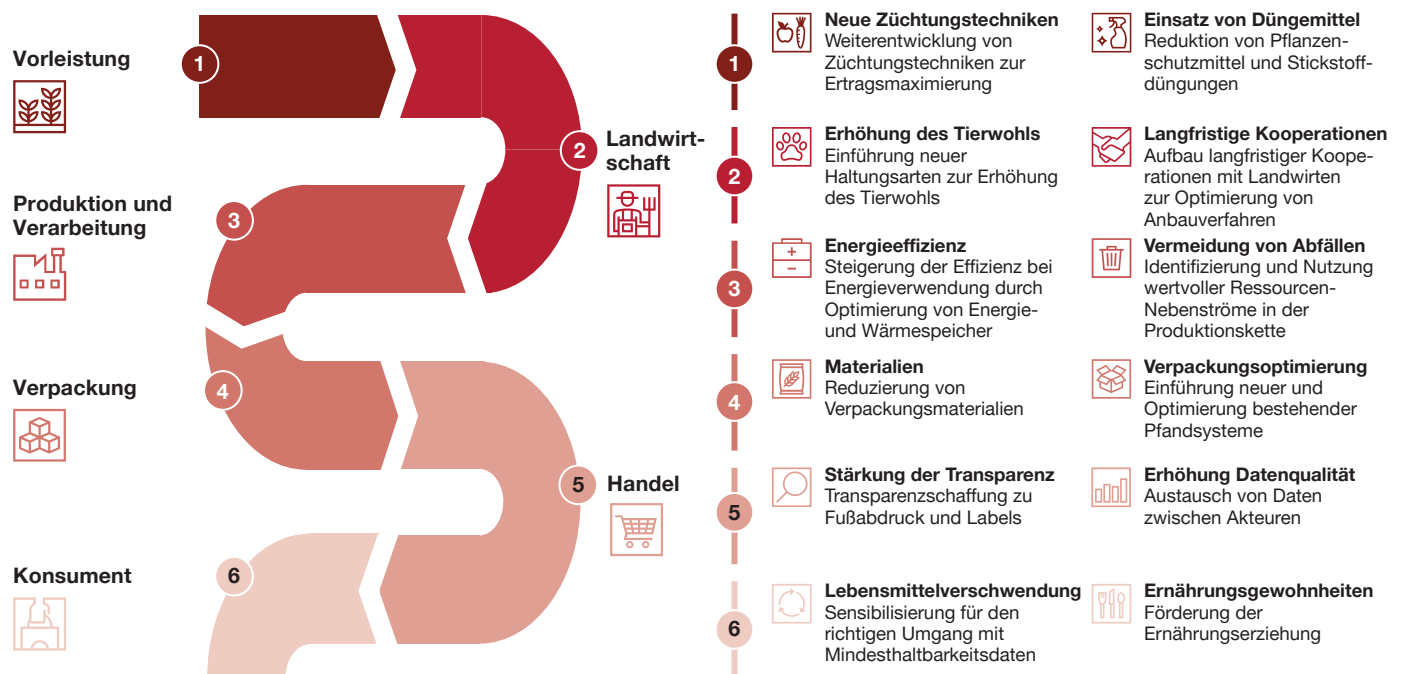 Vorleistung
1
2
Landwirt-
schaft
Produktion und
Verarbeitung
3
Verpackung
4
5
Handel
Konsument
6
1
Neue Züchtungstechniken
Weiterentwicklung von
Züchtungstechniken zur
Ertragsmaximierung
Einsatz von Düngemittel
Reduktion von Pflanzen-
schutzmittel und Stickstoff-
düngungen
2
Erhöhung des Tierwohls
Einführung neuer
Haltungsarten zur Erhöhung
des Tierwohls
Langfristige Kooperationen
Aufbau langfristiger Koope-
rationen mit Landwirten
zur Optimierung von
Anbauverfahren
3
Energieeffizienz
Steigerung der Effizienz bei
Energieverwendung durch
Optimierung von Energie-
und Wärmespeicher
Vermeidung von Abfällen
Identifizierung und Nutzung
wertvoller Ressourcen-
Nebenströme in der
Produktionskette
4
Materialien
Reduzierung von
Verpackungsmaterialien
Verpackungsoptimierung
Einführung neuer und
Optimierung bestehender
Pfandsysteme
5
Stärkung der Transparenz
Transparenzschaffung zu
Fußabdruck und Labels
Erhöhung Datenqualität
Austausch von Daten
zwischen Akteuren
6
Lebensmittelverschwendung
Sensibilisierung für den
richtigen Umgang mit
Mindesthaltbarkeitsdaten
Ernährungsgewohnheiten
Förderung der
Ernährungserziehung